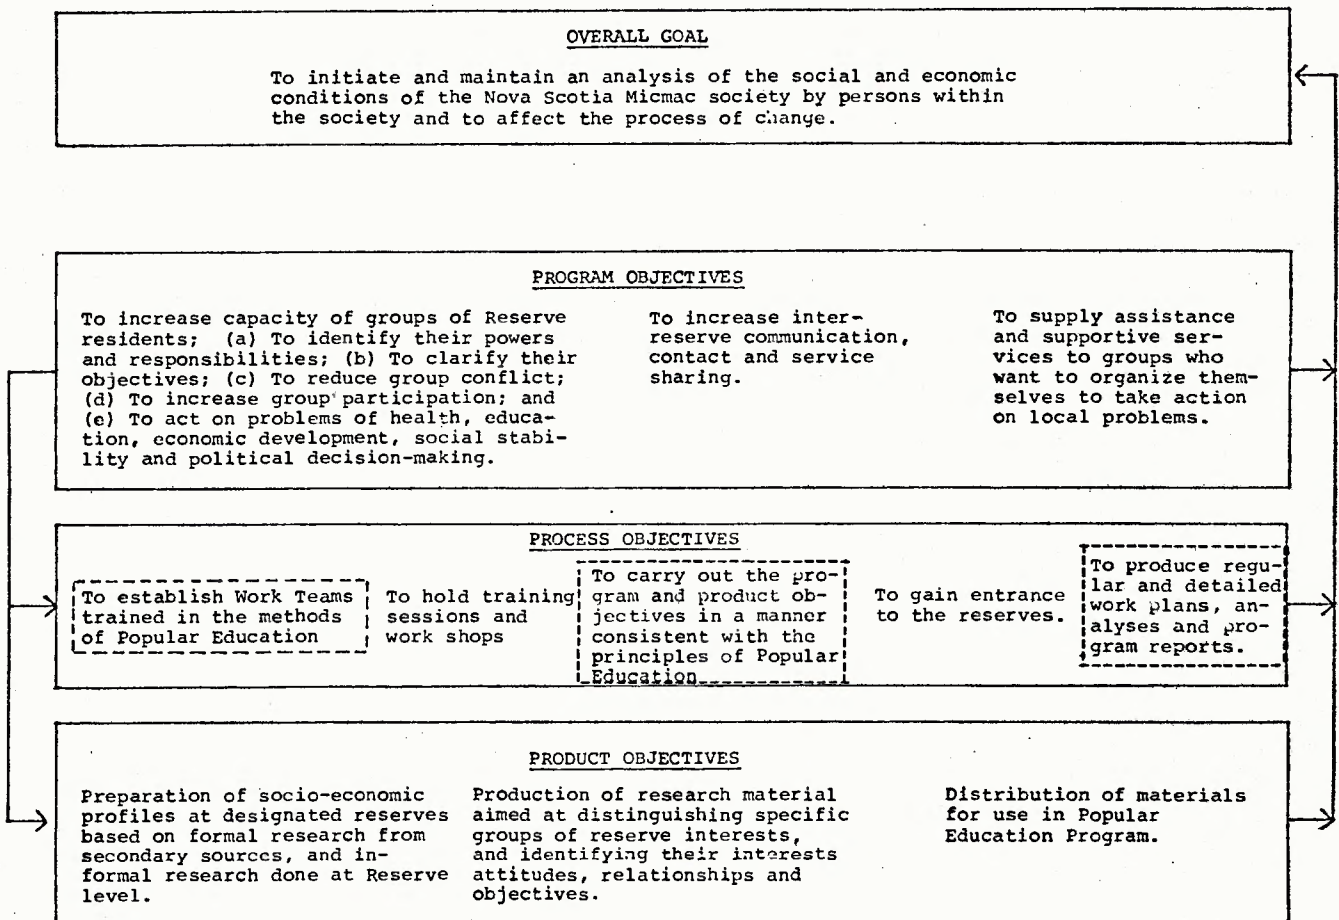 OVERALL GOAL
To initiate and maintain an analysis of the social and economic
conditions of the Nova Scotia Micmac society by persons within
the society and to affect the process of change.
PROGRAM OBJECTIVES
To increase capacity of groups of Reserve
residents; (a) To identify their powers
and responsibilities; (b) To clarify their
objectives; (c) To reduce group conflict;
(d) To increase group participation; and
(e) To act on problems of health, educa-
tion, economic development, social stabi-
lity and political decision-making.
To increase inter-
reserve communication,
contact and service
sharing.
To supply assistance
and supportive ser-
vices to groups who
want to organize them-
selves to take action
on local problems.
PROCESS OBJECTIVES
To establish Work Teams
trained in the methods
of Popular Education
To hold training
sessions and
work shops
To carry out the pro-
gram and product ob-
jectives in a manner
consistent with the
principles of Popular
Education
To gain entrance
to the reserves.
To produce regu-
lar and detailed
work plans, an-
alyses and pro-
gram reports.
PRODUCT OBJECTIVES
Preparation of socio-economic
profiles at designated reserves
based on formal research from
secondary sources, and in-
formal research done at Reserve
level.
Production of research material
aimed at distinguishing specific
groups of reserve interests,
and identifying their interests
attitudes, relationships and
objectives.
Distribution of materials
for use in Popular
Education Program.